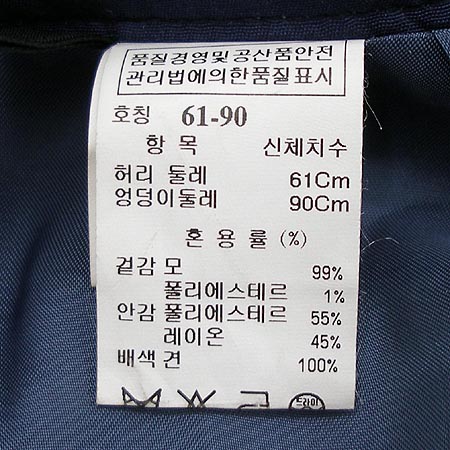 품질경영및공산품안전
관리법에의한품질표시
호칭 61-90
항 목 신체치수
허리 둘레 61Cm
엉덩이둘레 90Cm
혼 용 률 (%)
겉감 모 99%
폴리에스테르 1%
안감 폴리에스테르 55%
레이온 45%
배색 견 100%
드라이